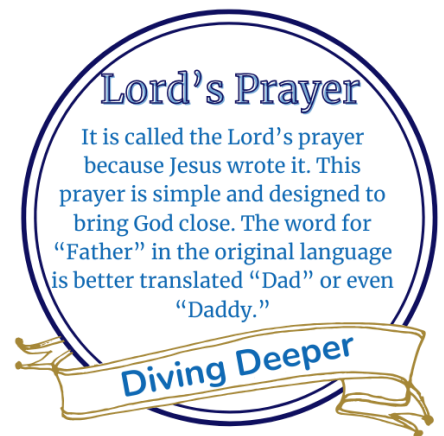 Lord’s Prayer
It is called the Lord’s prayer
because Jesus wrote it. This
prayer is simple and designed to
bring God close. The word for
“Father” in the original language
is better translated “Dad” or even
“Daddy.”
Diving Deeper